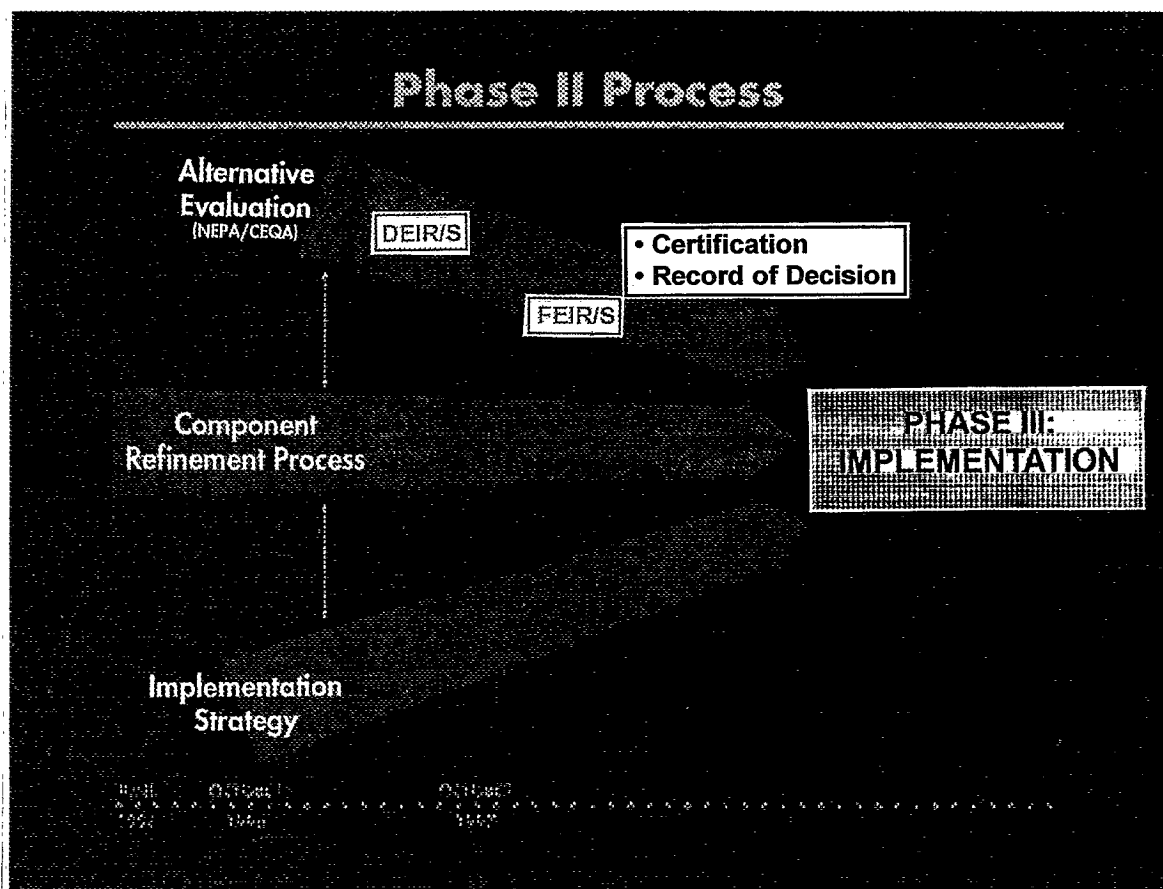 Phase II Process
Alternative
Evaluation
(NEPA/CEQA)
DEIR/S
• Certification
• Record of Decision
FEIR/S
Component
Refinement Process
PHASE III:
IMPLEMENTATION
Implementation
Strategy